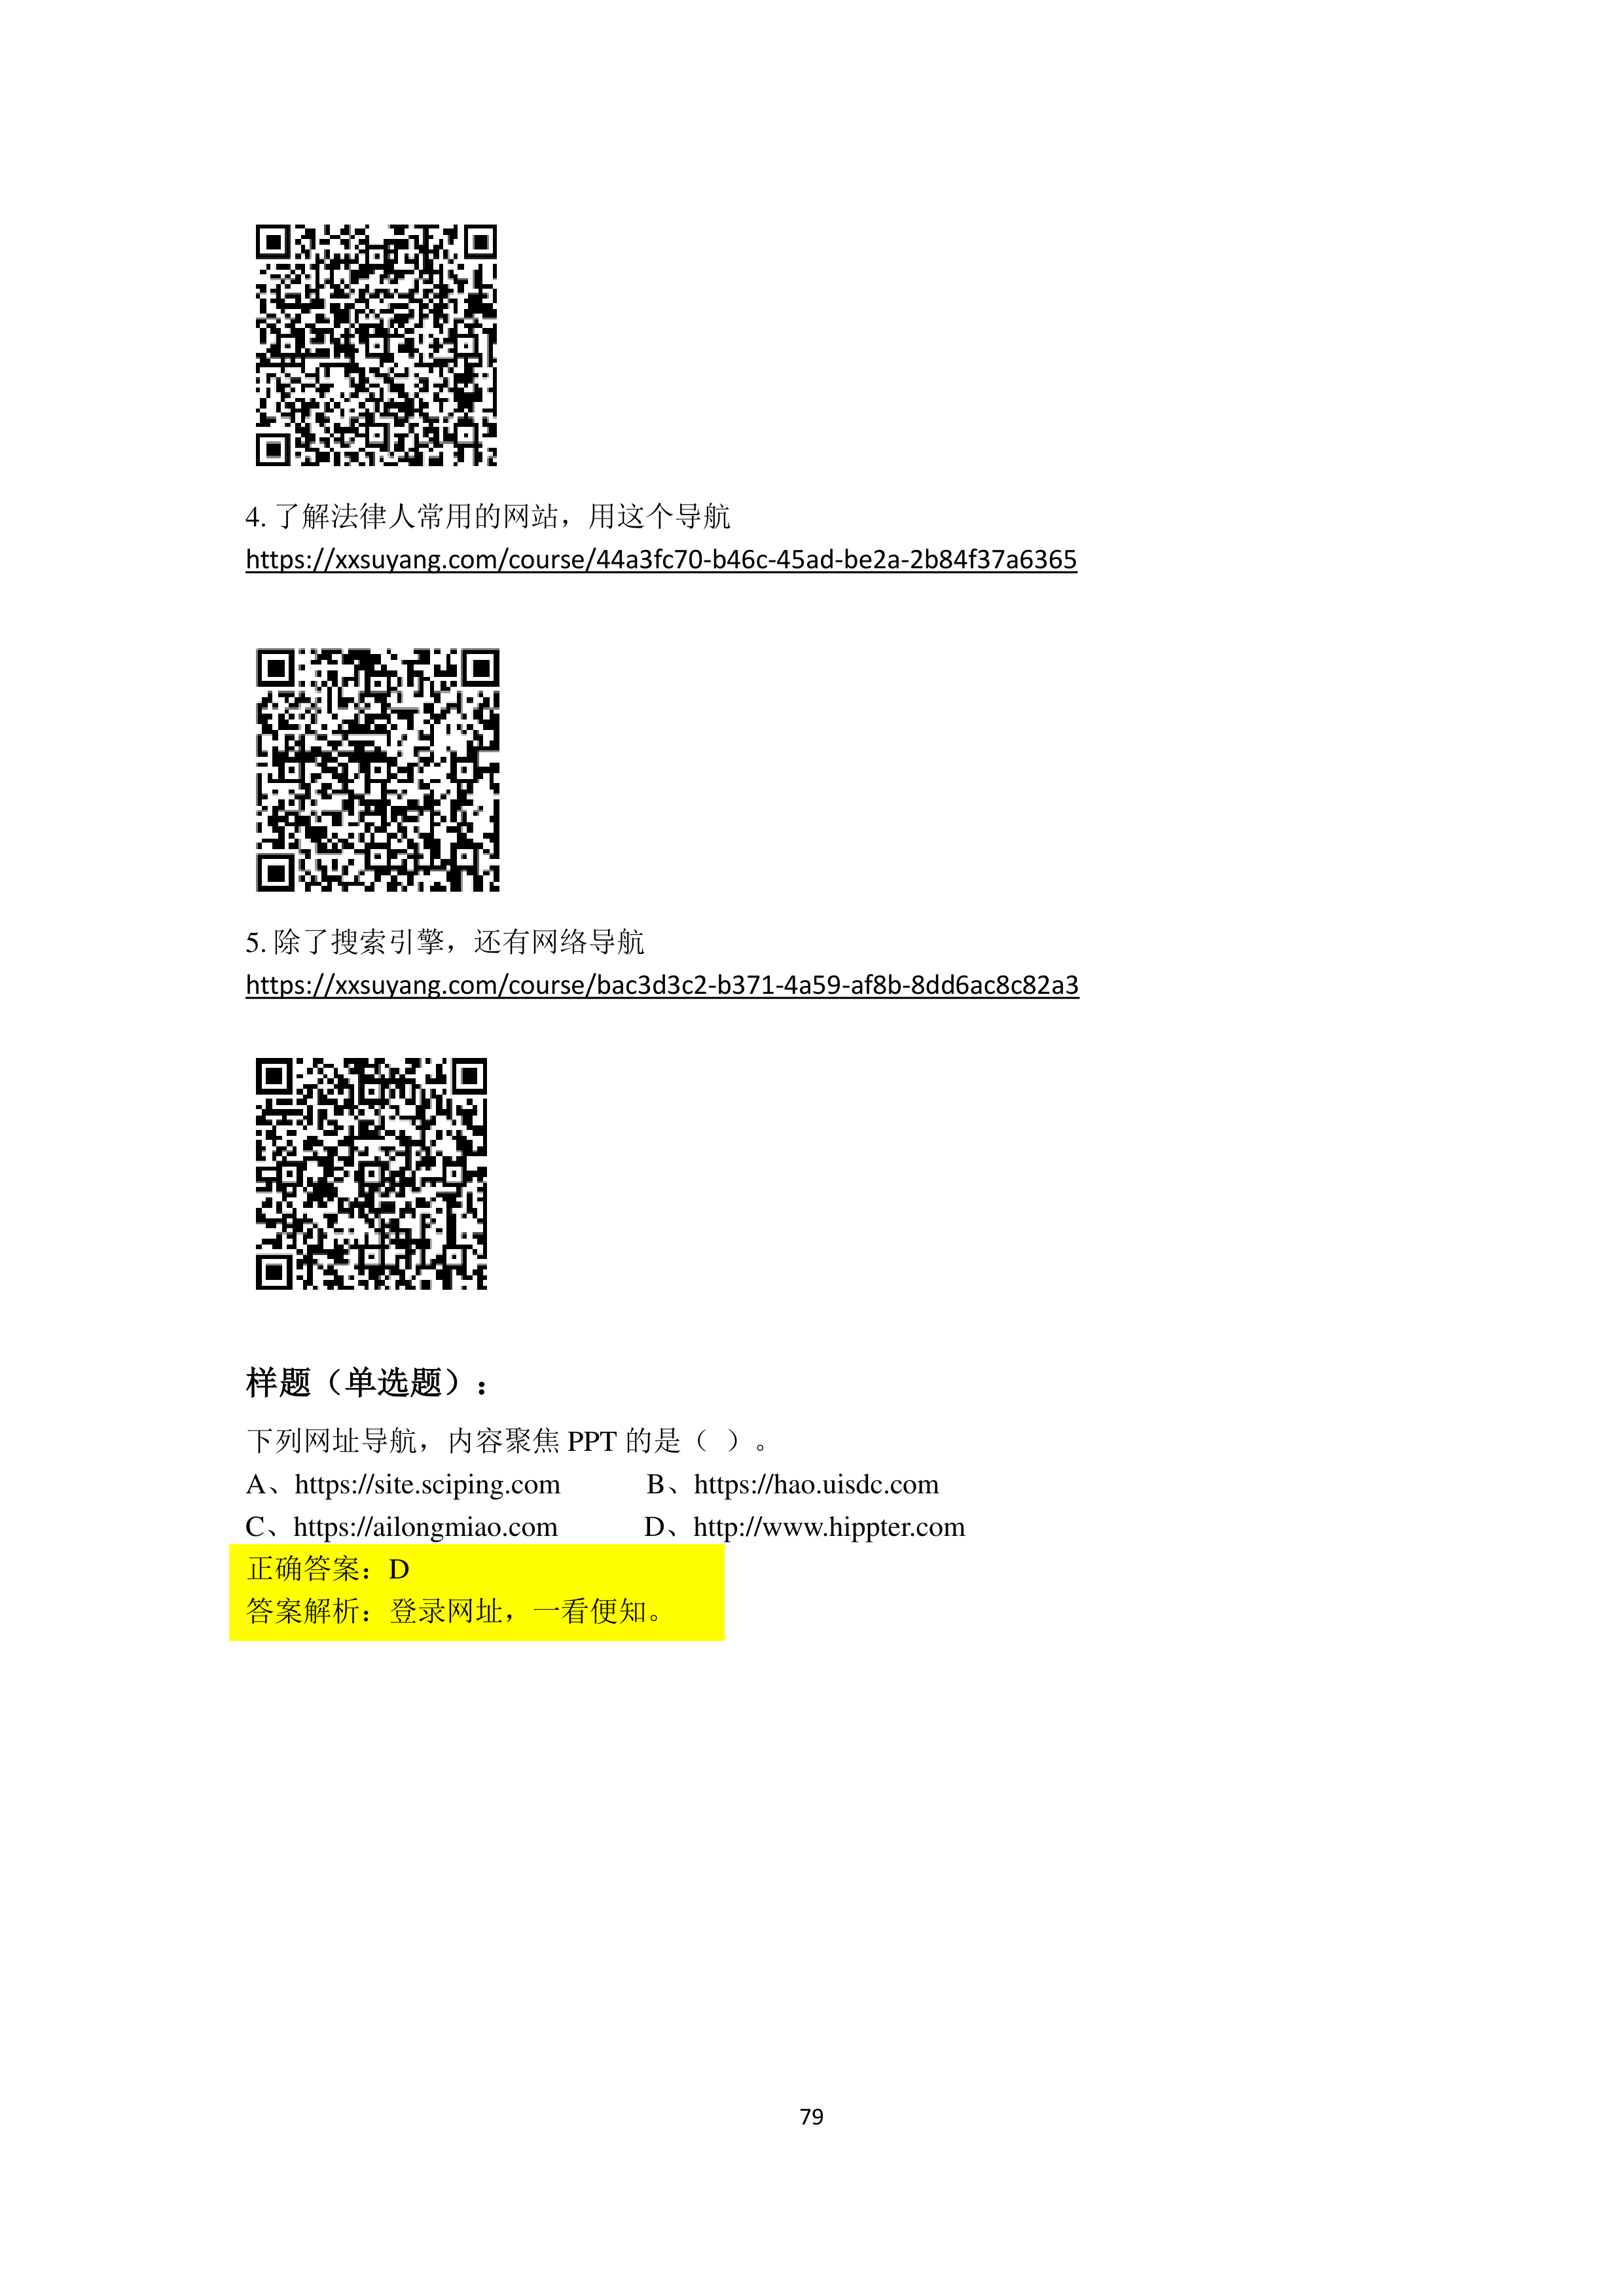 4. 了解法律人常用的网站，用这个导航
https://xxsuyang.com/course/44a3fc70-b46c-45ad-be2a-2b84f37a6365
5. 除了搜索引擎，还有网络导航
https://xxsuyang.com/course/bac3d3c2-b371-4a59-af8b-8dd6ac8c82a3
样题（单选题）：
下列网址导航，内容聚焦 PPT 的是（ ）。
A、https://site.sciping.com B、https://hao.uisdc.com
C、https://ailongmiao.com D、http://www.hippter.com
正确答案：D
答案解析：登录网址，一看便知。
79